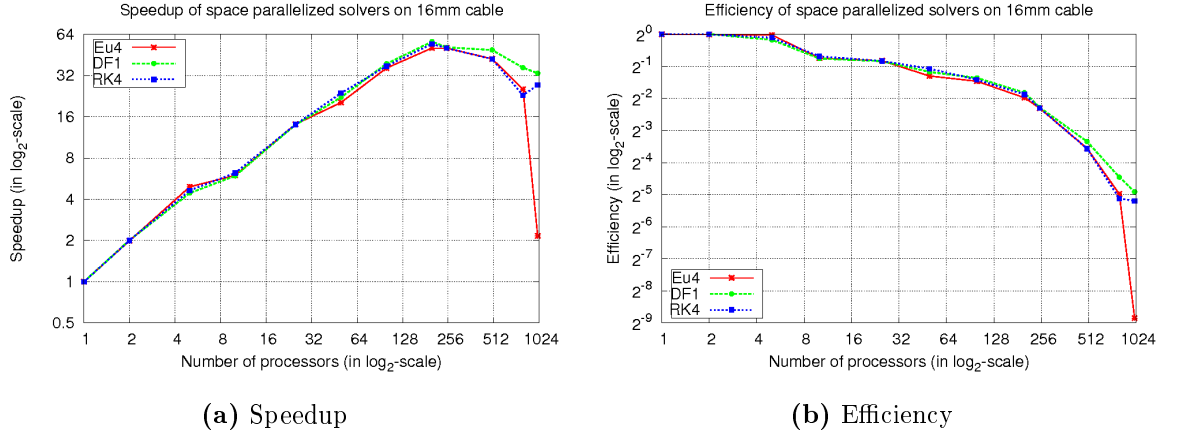 Speedup of space parallelized solvers on 16mm cable
64
32
16
8
4
2
1
0.5
Speedup (in log2-scale)
Eu4
DF1
RK4
1 2 4 8 16 32 64 128 256 512 1024
Number of processors (in log2-scale)
(a) Speedup
Efficiency of space parallelized solvers on 16mm cable
2^0
2^-1
2^-2
2^-3
2^-4
2^-5
2^-6
2^-7
2^-8
2^-9
Efficiency (in log2-scale)
Eu4
DF1
RK4
1 2 4 8 16 32 64 128 256 512 1024
Number of processors (in log2-scale)
(b) Efficiency